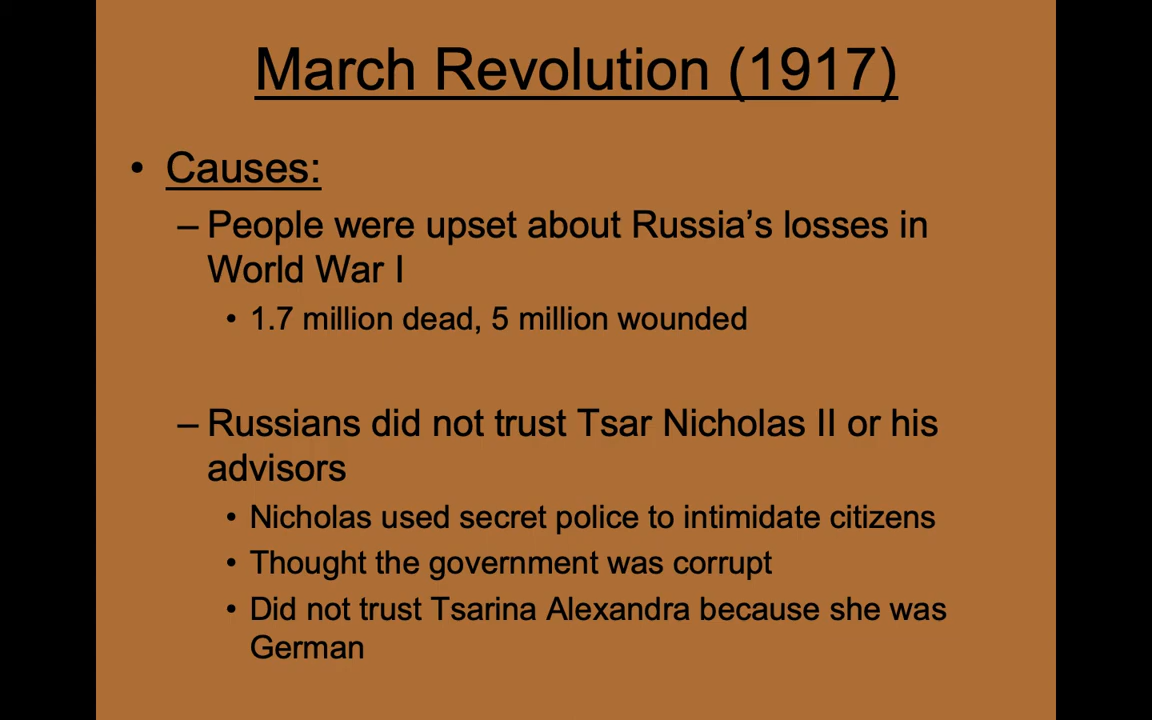 March Revolution (1917)
• Causes:
– People were upset about Russia’s losses in
World War I
• 1.7 million dead, 5 million wounded
– Russians did not trust Tsar Nicholas II or his
advisors
• Nicholas used secret police to intimidate citizens
• Thought the government was corrupt
• Did not trust Tsarina Alexandra because she was
German